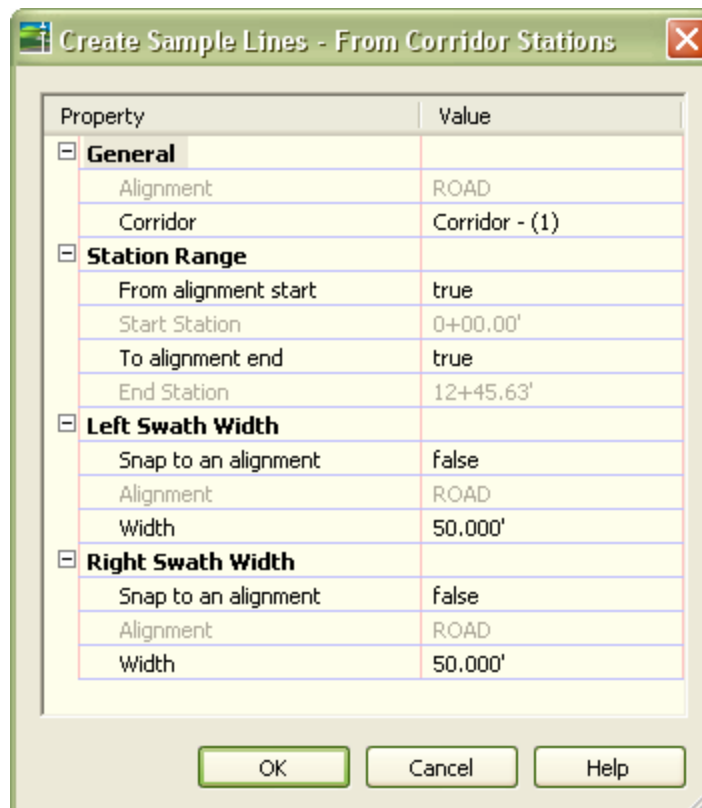 Create Sample Lines - From Corridor Stations
Property Value
General
Alignment ROAD
Corridor Corridor - (1)
Station Range
From alignment start true
Start Station 0+00.00'
To alignment end true
End Station 12+45.63'
Left Swath Width
Snap to an alignment false
Alignment ROAD
Width 50.000'
Right Swath Width
Snap to an alignment false
Alignment ROAD
Width 50.000'
OK Cancel Help